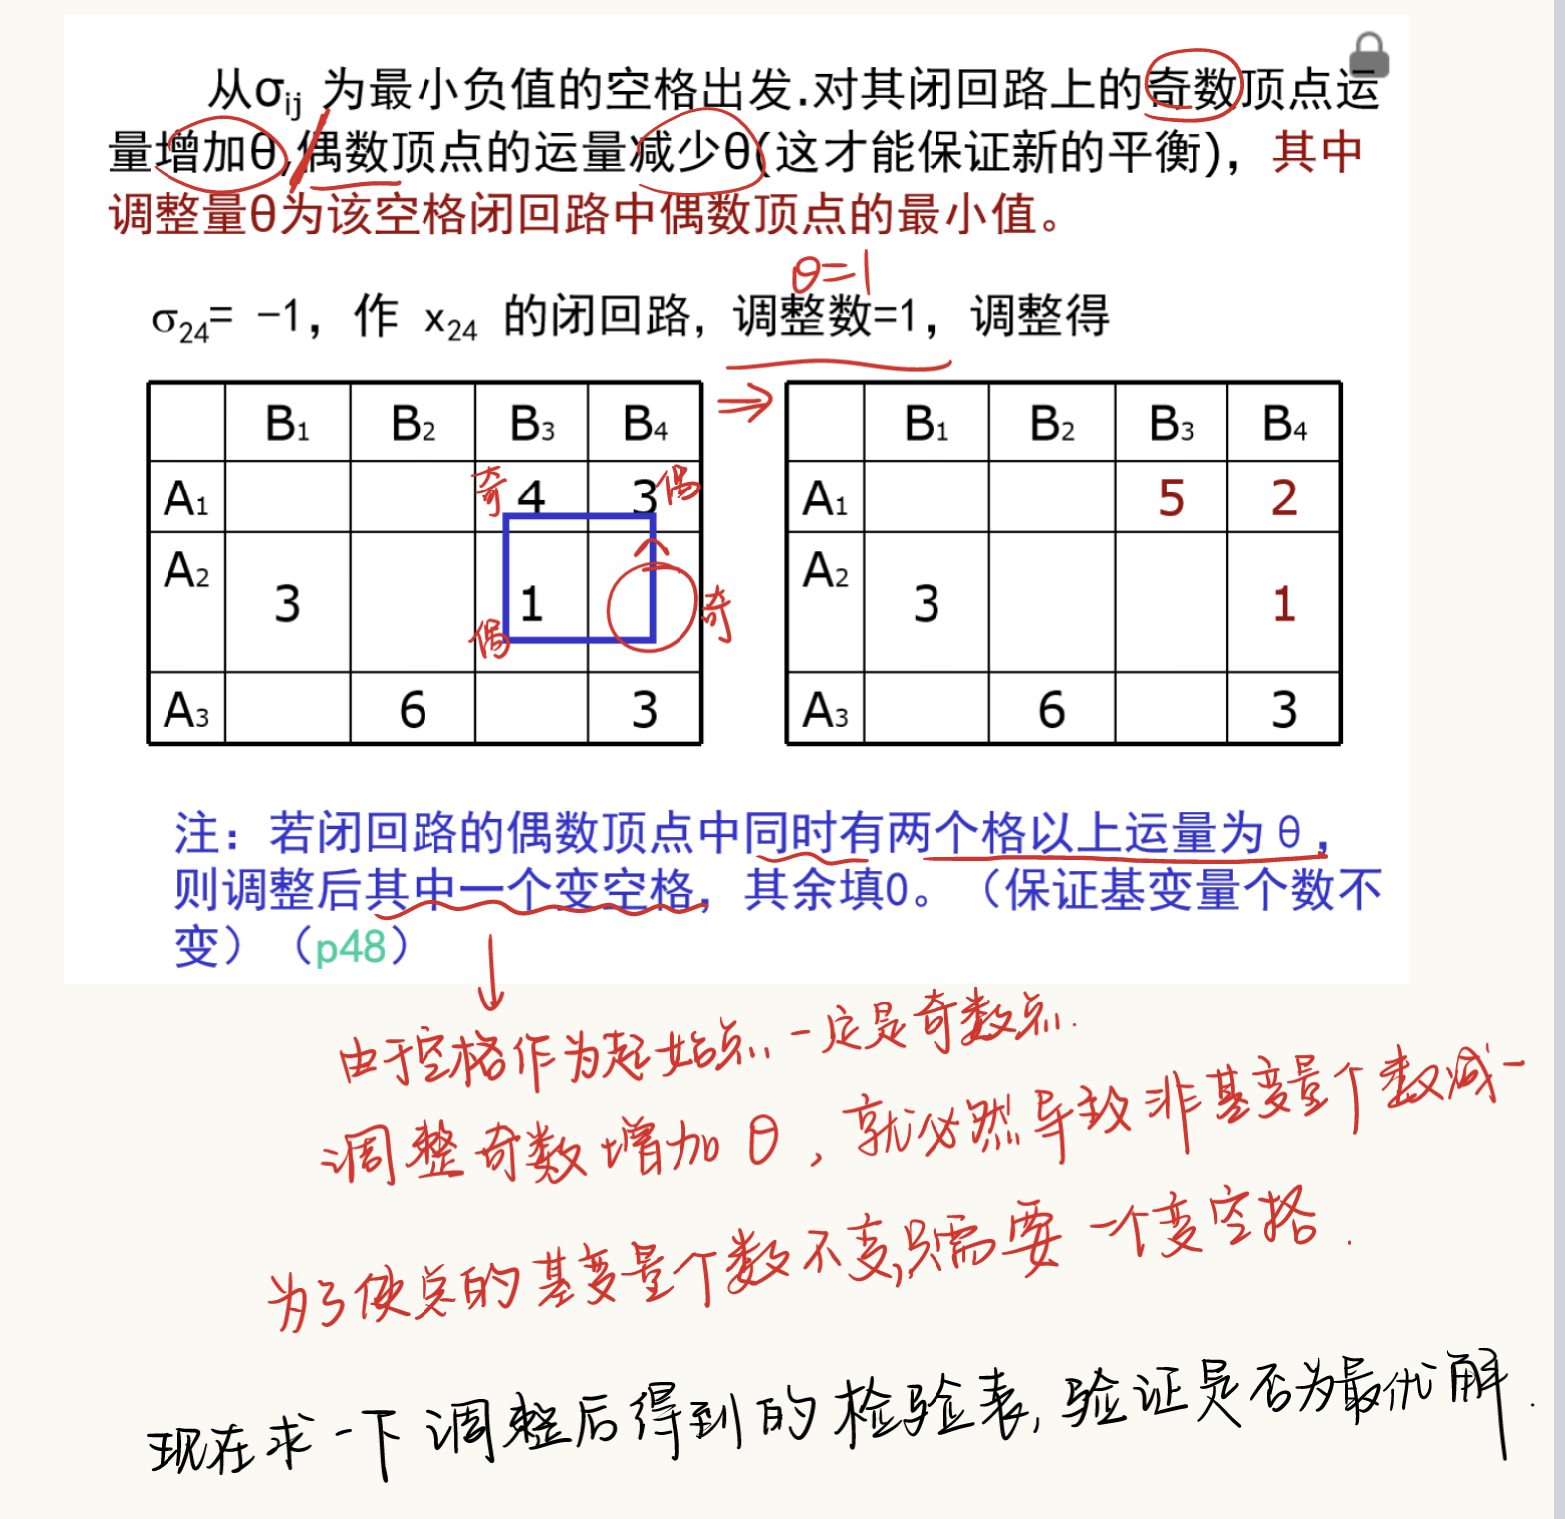 从σij 为最小负值的空格出发.对其闭回路上的奇数顶点运
量增加θ,偶数顶点的运量减少θ(这才能保证新的平衡)，其中
调整量θ为该空格闭回路中偶数顶点的最小值。
θ=1
σ24= −1，作 x24 的闭回路，调整数=1，调整得
B1 B2 B3 B4
A1 奇 4 3 偶
A2 3 1 奇
偶
A3 6 3
⇒
B1 B2 B3 B4
A1 5 2
A2 3 1
A3 6 3
注：若闭回路的偶数顶点中同时有两个格以上运量为θ，
则调整后其中一个变空格，其余填0。（保证基变量个数不
变）（p48）
由于空格作为起始点,一定是奇数点.
调整奇数增加θ,就必然导致非基变量个数减一
为了使总的基变量个数不变,只需要一个变空格.
现在求一下调整后得到的检验表,验证是否为最优解.